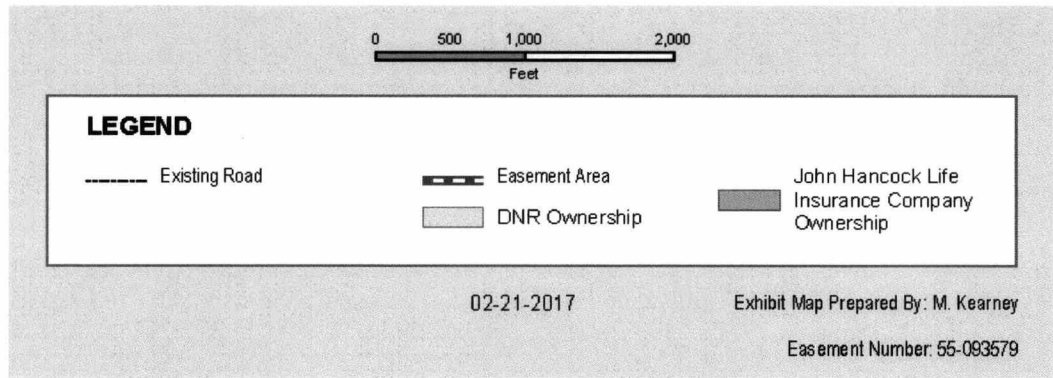 0 500 1,000 2,000
Feet
LEGEND
Existing Road
Easement Area
DNR Ownership
John Hancock Life
Insurance Company
Ownership
02-21-2017
Exhibit Map Prepared By: M. Kearney
Easement Number: 55-093579